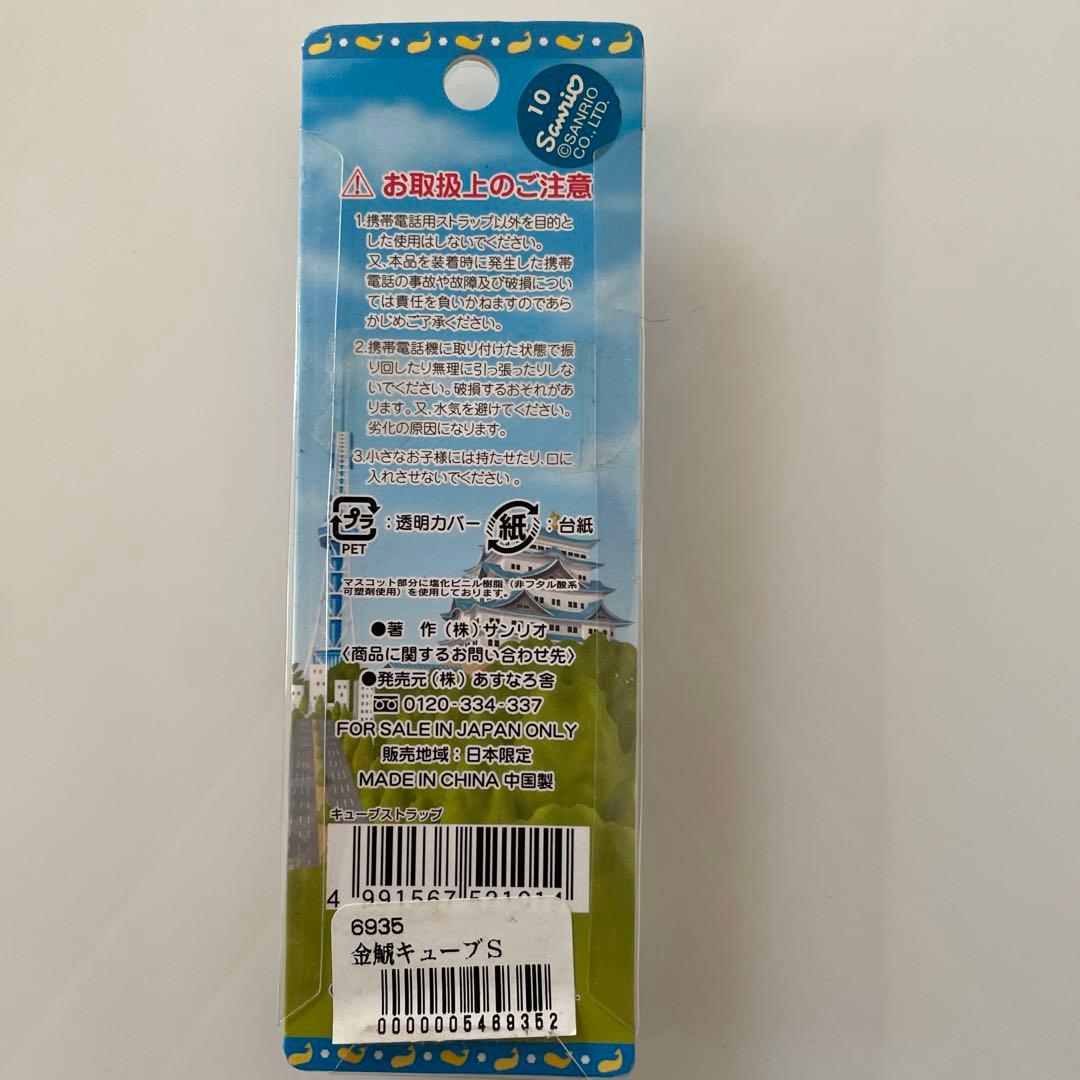 10
Sanrio
©SANRIO
CO., LTD.
⚠ お取扱上のご注意
1.携帯電話用ストラップ以外を目的と
した使用はしないでください。
又、本品を装着時に発生した携帯
電話の事故や故障及び破損につい
ては責任を負いかねますのであら
かじめご了承ください。
2.携帯電話機に取り付けた状態で振
り回したり無理に引っ張ったりしな
いでください。破損するおそれがあ
ります。又、水気を避けてください。
劣化の原因になります。
3.小さなお子様には持たせたり、口に
入れさせないでください。
プラ
PET
:透明カバー
紙
:台紙
マスコット部分に塩化ビニル樹脂(非フタル酸系
可塑剤使用)を使用しております。
●著 作(株)サンリオ
〈商品に関するお問い合わせ先〉
●発売元(株)あすなろ舎
0120-334-337
FOR SALE IN JAPAN ONLY
販売地域:日本限定
MADE IN CHINA 中国製
キューブストラップ
4 991567 521014
6935
金鯱キューブS
0000005469352